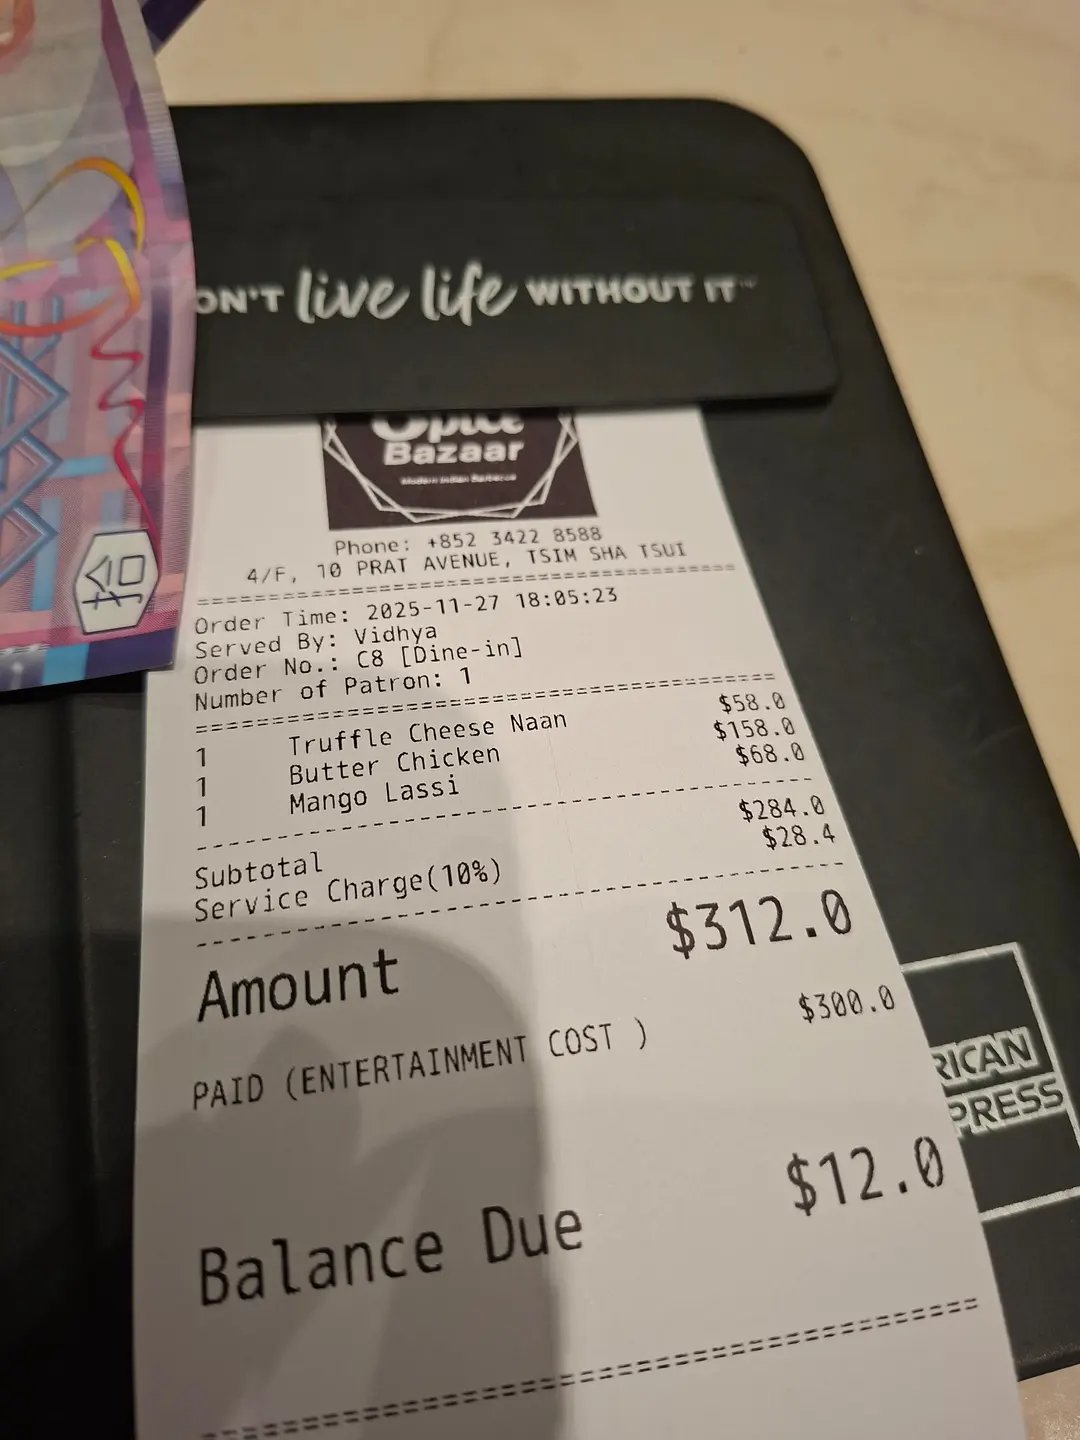 ON'T live life WITHOUT IT™
Spice
Bazaar
Modern Indian Barbecue
Phone: +852 3422 8588
4/F, 10 PRAT AVENUE, TSIM SHA TSUI
Order Time: 2025-11-27 18:05:23
Served By: Vidhya
Order No.: C8 [Dine-in]
Number of Patron: 1
1 Truffle Cheese Naan $58.0
1 Butter Chicken $158.0
1 Mango Lassi $68.0
Subtotal $284.0
Service Charge(10%) $28.4
Amount $312.0
PAID (ENTERTAINMENT COST ) $300.0
Balance Due $12.0
RICAN
PRESS
10